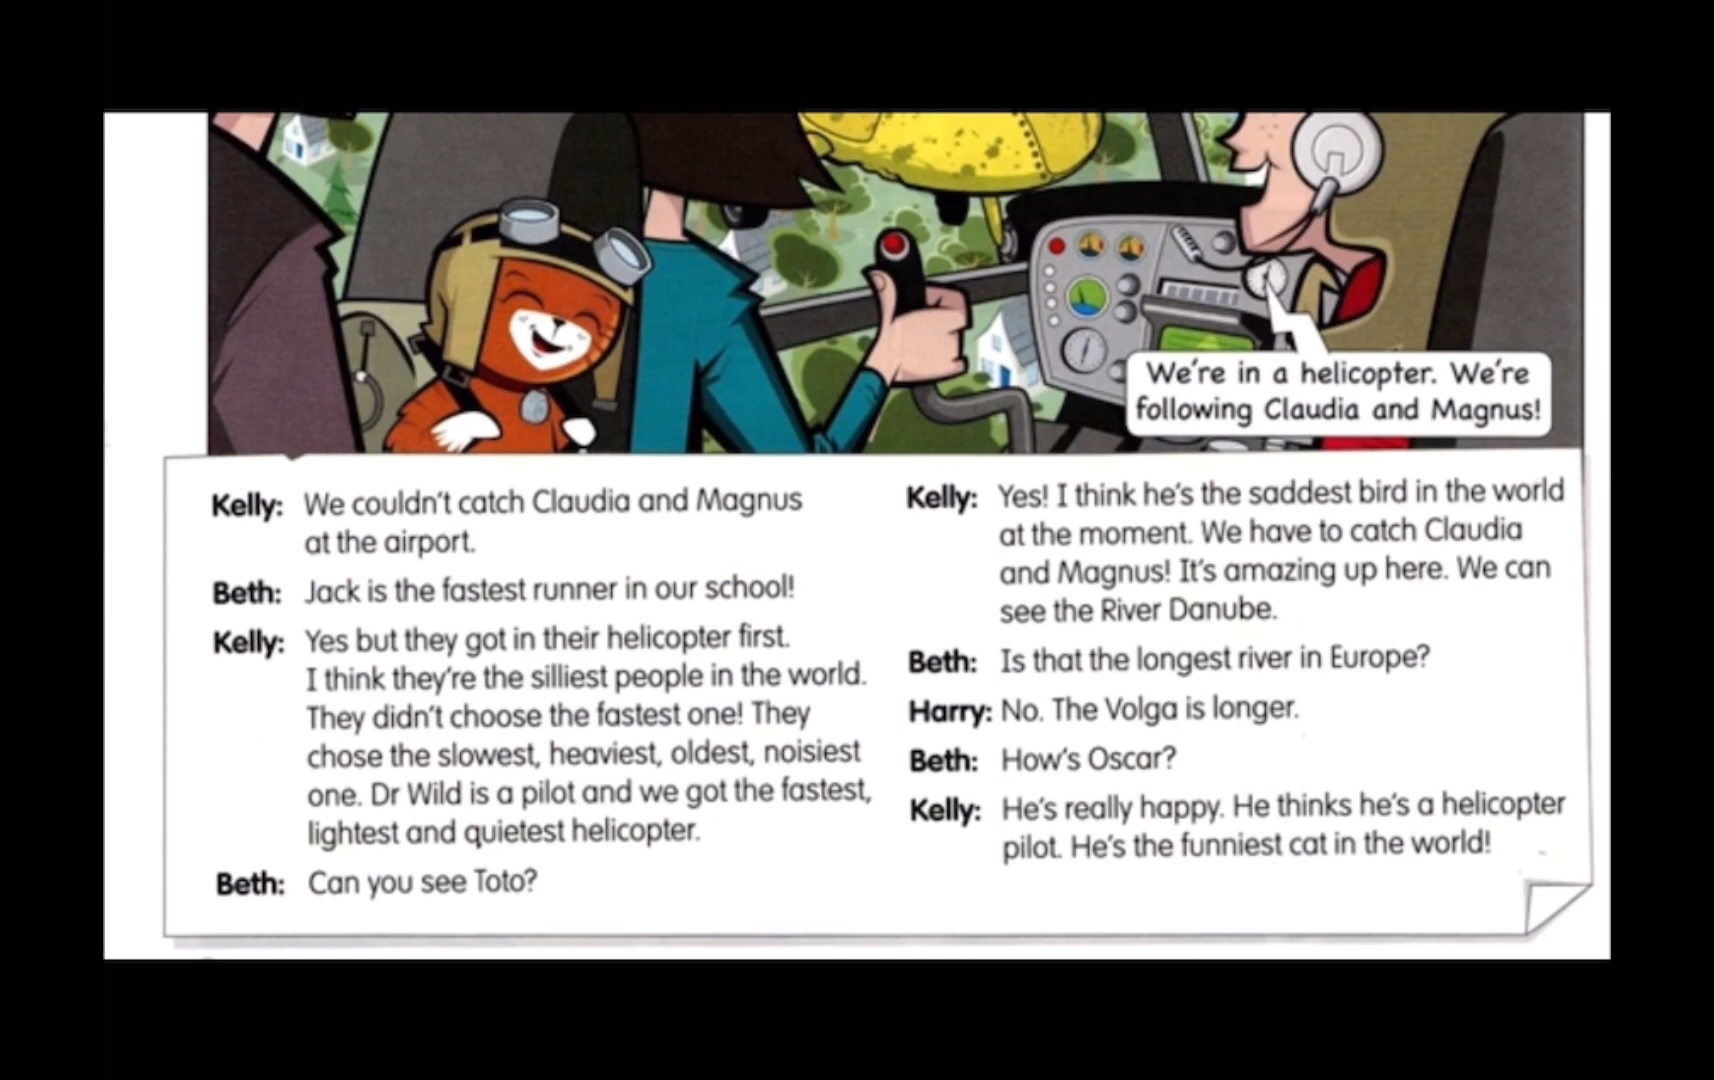 We're in a helicopter. We're
following Claudia and Magnus!
Kelly: We couldn't catch Claudia and Magnus
at the airport.
Beth: Jack is the fastest runner in our school!
Kelly: Yes but they got in their helicopter first.
I think they're the silliest people in the world.
They didn't choose the fastest one! They
chose the slowest, heaviest, oldest, noisiest
one. Dr Wild is a pilot and we got the fastest,
lightest and quietest helicopter.
Beth: Can you see Toto?
Kelly: Yes! I think he's the saddest bird in the world
at the moment. We have to catch Claudia
and Magnus! It's amazing up here. We can
see the River Danube.
Beth: Is that the longest river in Europe?
Harry: No. The Volga is longer.
Beth: How's Oscar?
Kelly: He's really happy. He thinks he's a helicopter
pilot. He's the funniest cat in the world!